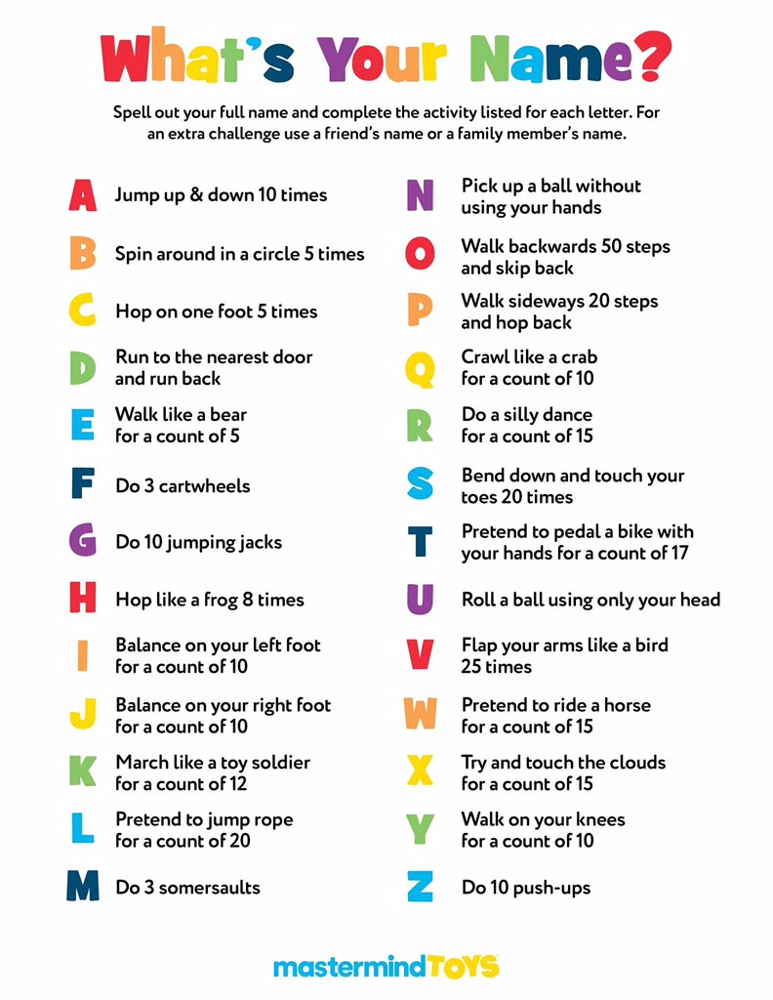 What's Your Name?
Spell out your full name and complete the activity listed for each letter. For
an extra challenge use a friend's name or a family member's name.
A Jump up & down 10 times
B Spin around in a circle 5 times
C Hop on one foot 5 times
D Run to the nearest door
and run back
E Walk like a bear
for a count of 5
F Do 3 cartwheels
G Do 10 jumping jacks
H Hop like a frog 8 times
I Balance on your left foot
for a count of 10
J Balance on your right foot
for a count of 10
K March like a toy soldier
for a count of 12
L Pretend to jump rope
for a count of 20
M Do 3 somersaults
N Pick up a ball without
using your hands
O Walk backwards 50 steps
and skip back
P Walk sideways 20 steps
and hop back
Q Crawl like a crab
for a count of 10
R Do a silly dance
for a count of 15
S Bend down and touch your
toes 20 times
T Pretend to pedal a bike with
your hands for a count of 17
U Roll a ball using only your head
V Flap your arms like a bird
25 times
W Pretend to ride a horse
for a count of 15
X Try and touch the clouds
for a count of 15
Y Walk on your knees
for a count of 10
Z Do 10 push-ups
mastermindTOYS